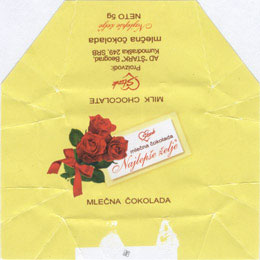 NETO 5g
Najlepše želje
mlečna čokolada
Kumodraška 249, SRB
AD "ŠTARK" Beograd,
Proizvodi:
Štark
MILK CHOCOLATE
Štark
mlečna čokolada
Najlepše želje
MLEČNA ČOKOLADA